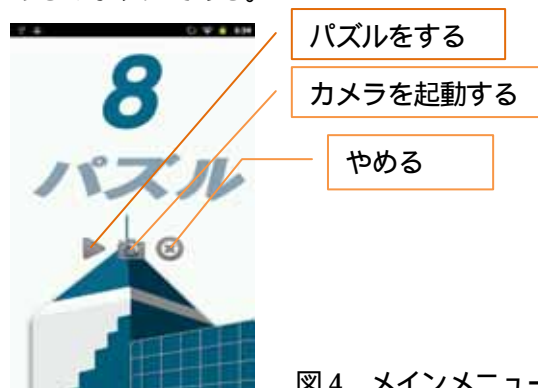 パズルをする
8
カメラを起動する
やめる
パズル
図 4 メインメニュー